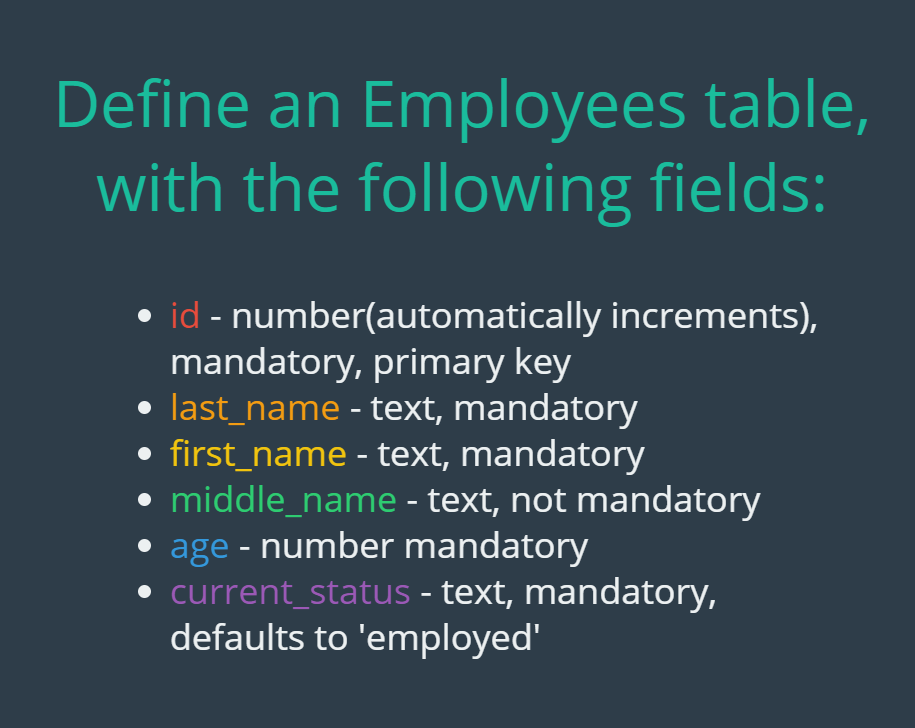 Define an Employees table,
with the following fields:
• id - number(automatically increments),
mandatory, primary key
• last_name - text, mandatory
• first_name - text, mandatory
• middle_name - text, not mandatory
• age - number mandatory
• current_status - text, mandatory,
defaults to 'employed'